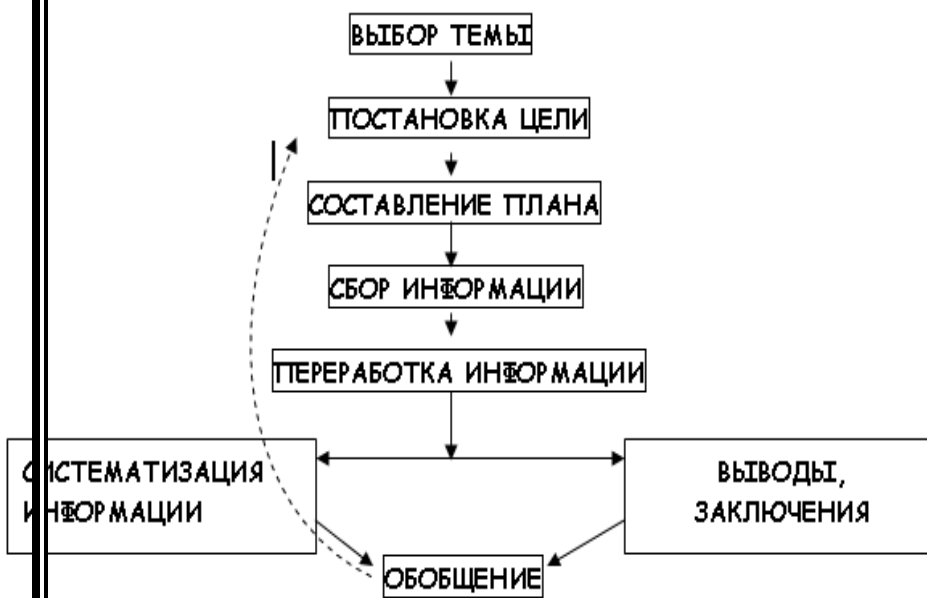 ВЫБОР ТЕМЫ
ПОСТАНОВКА ЦЕЛИ
СОСТАВЛЕНИЕ ПЛАНА
СБОР ИНФОРМАЦИИ
ПЕРЕРАБОТКА ИНФОРМАЦИИ
СИСТЕМАТИЗАЦИЯ
ИНФОРМАЦИИ
ВЫВОДЫ,
ЗАКЛЮЧЕНИЯ
ОБОБЩЕНИЕ